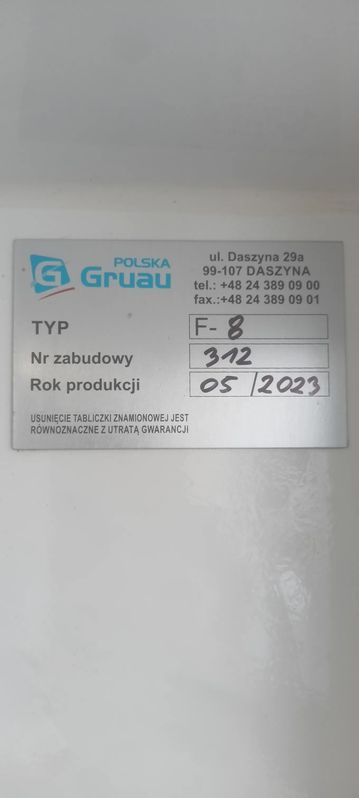 POLSKA
G Gruau
ul. Daszyna 29a
99-107 DASZYNA
tel.: +48 24 389 09 00
fax.:+48 24 389 09 01
TYP F- 8
Nr zabudowy 312
Rok produkcji 05 / 2023
USUNIĘCIE TABLICZKI ZNAMIONOWEJ JEST
RÓWNOZNACZE Z UTRATĄ GWARANCJI